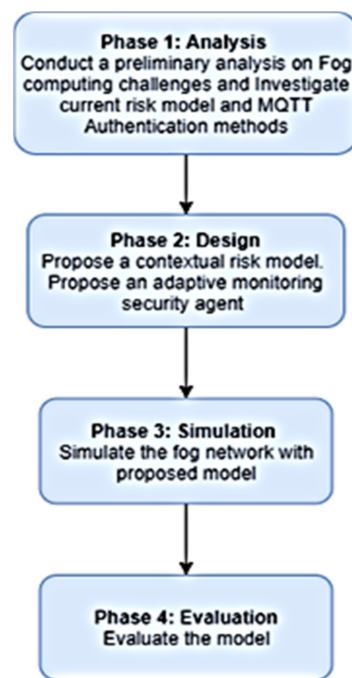 Phase 1: Analysis
Conduct a preliminary analysis on Fog
computing challenges and Investigate
current risk model and MQTT
Authentication methods
Phase 2: Design
Propose a contextual risk model.
Propose an adaptive monitoring
security agent
Phase 3: Simulation
Simulate the fog network with
proposed model
Phase 4: Evaluation
Evaluate the model